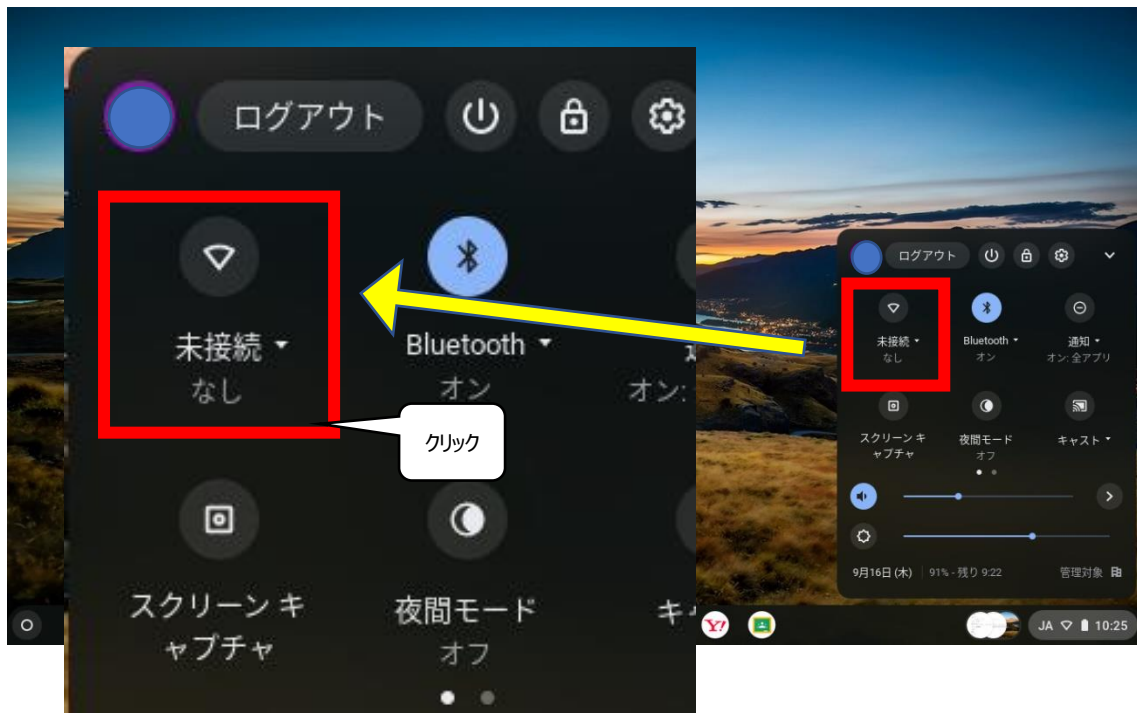 ログアウト
未接続
なし
Bluetooth
オン
オン:
クリック
スクリーン キ
ャプチャ
夜間モード
オフ
キ
ログアウト
未接続
なし
Bluetooth
オン
通知
オン: 全アプリ
スクリーン キ
ャプチャ
夜間モード
オフ
キャスト
9月16日 (木) 91% - 残り 9:22 管理対象
Y!
JA 10:25